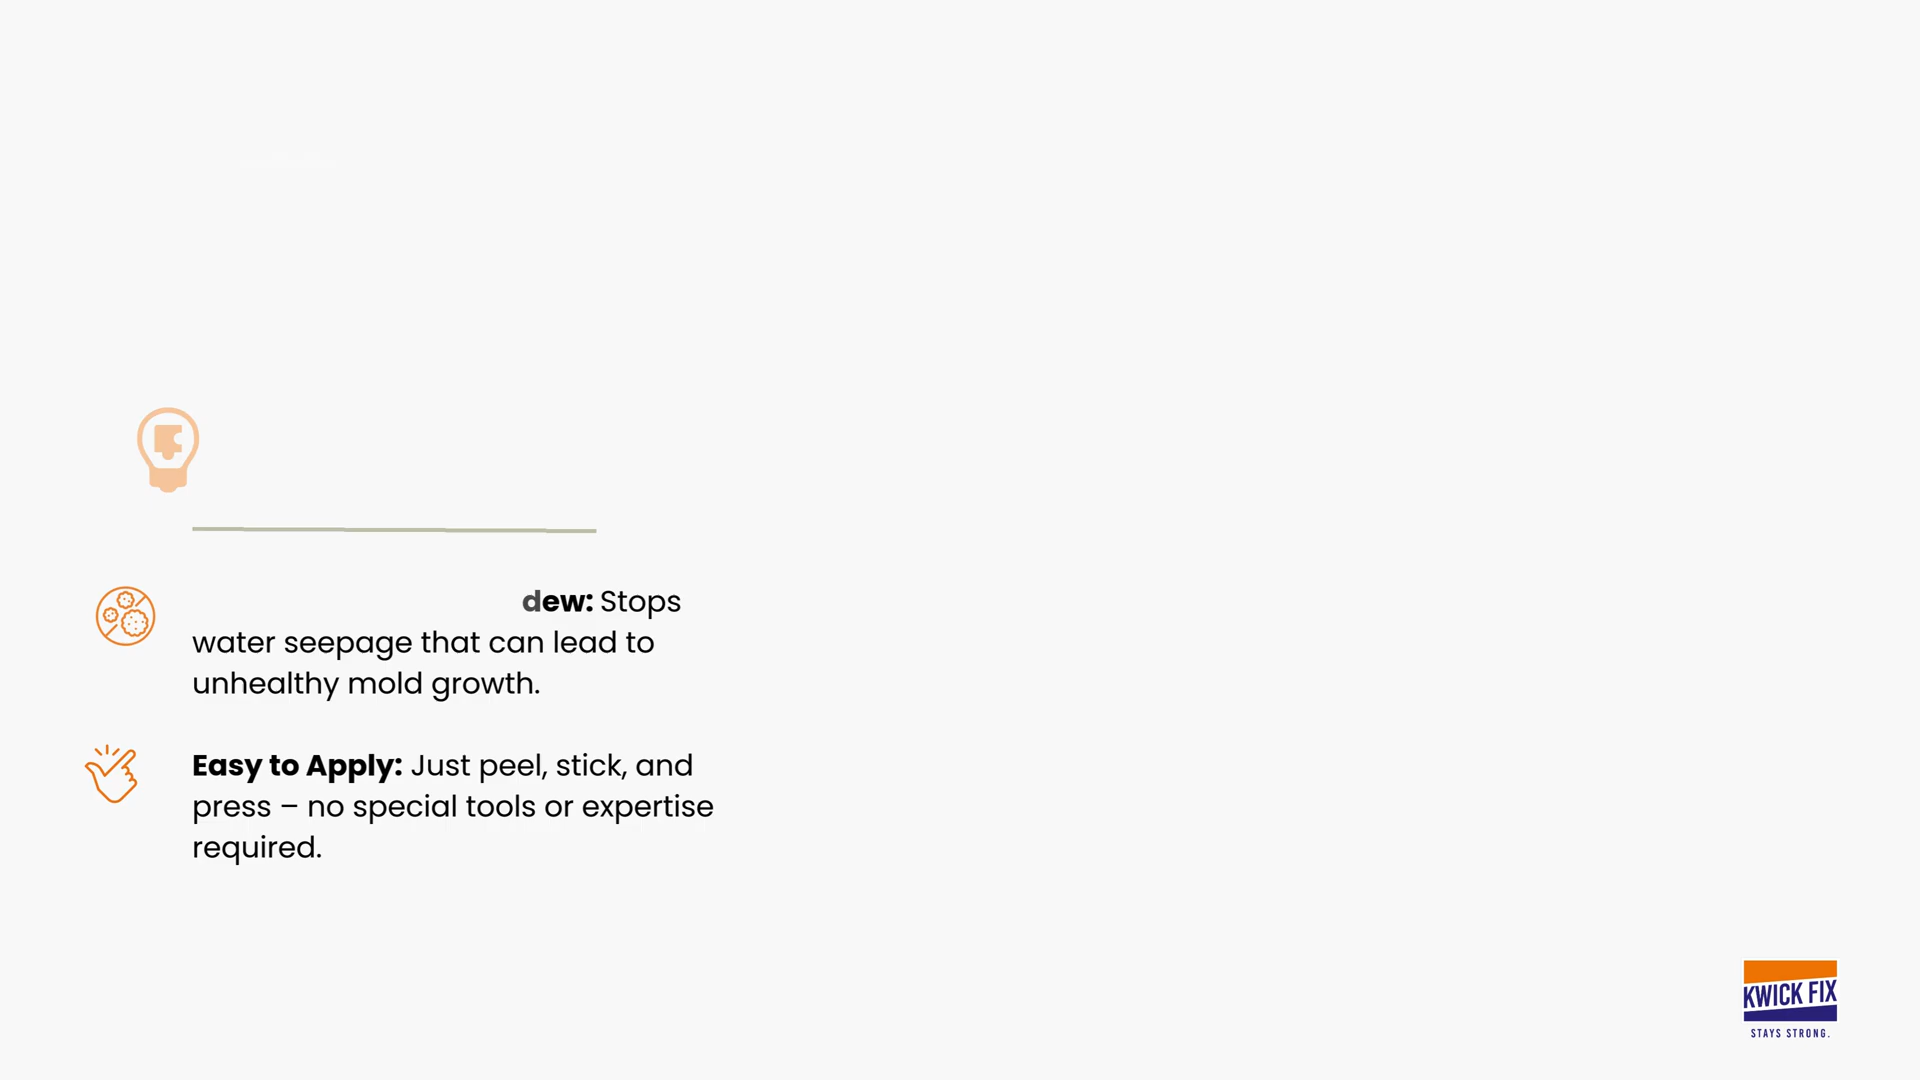 dew: Stops
water seepage that can lead to
unhealthy mold growth.
Easy to Apply: Just peel, stick, and
press – no special tools or expertise
required.
KWICK FIX
STAYS STRONG.